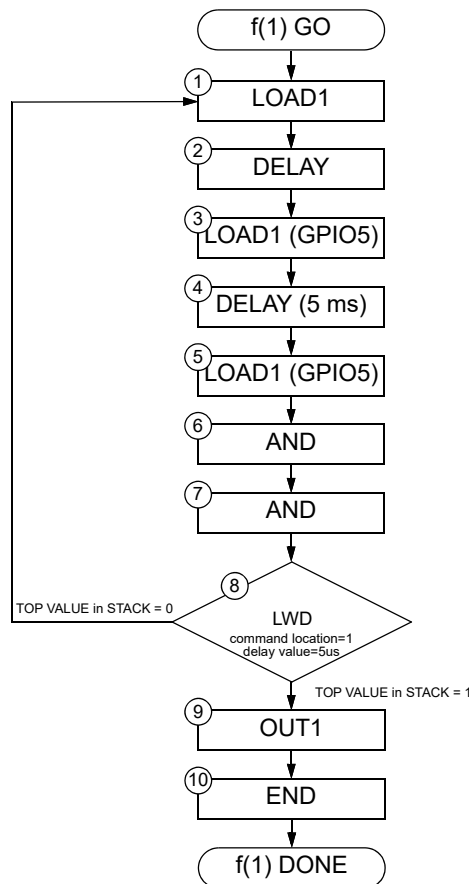 f(1) GO
1
LOAD1
2
DELAY
3
LOAD1 (GPIO5)
4
DELAY (5 ms)
5
LOAD1 (GPIO5)
6
AND
7
AND
8
TOP VALUE in STACK = 0
LWD
command location=1
delay value=5us
TOP VALUE in STACK = 1
9
OUT1
10
END
f(1) DONE